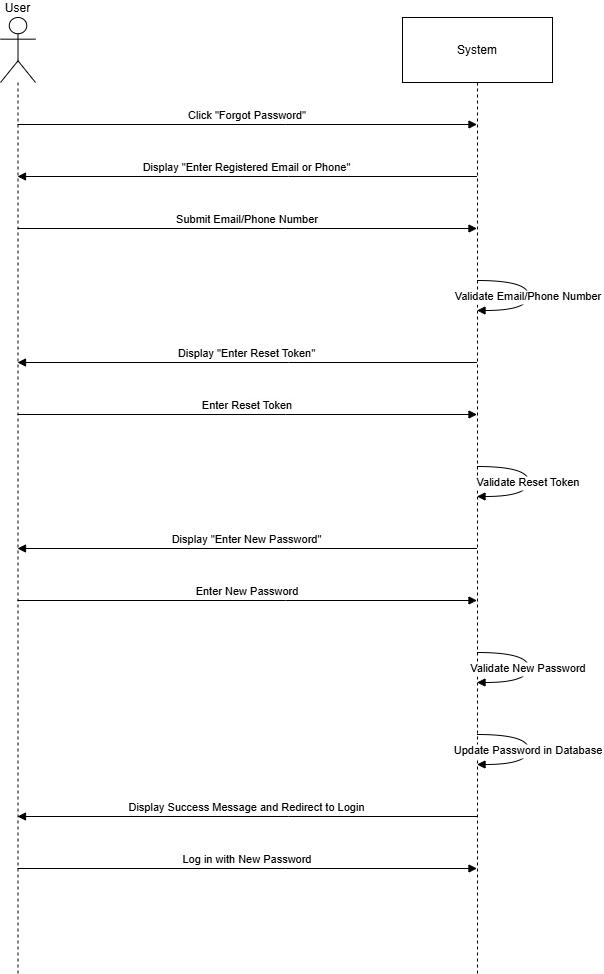 User
System
Click "Forgot Password"
Display "Enter Registered Email or Phone"
Submit Email/Phone Number
Validate Email/Phone Number
Display "Enter Reset Token"
Enter Reset Token
Validate Reset Token
Display "Enter New Password"
Enter New Password
Validate New Password
Update Password in Database
Display Success Message and Redirect to Login
Log in with New Password